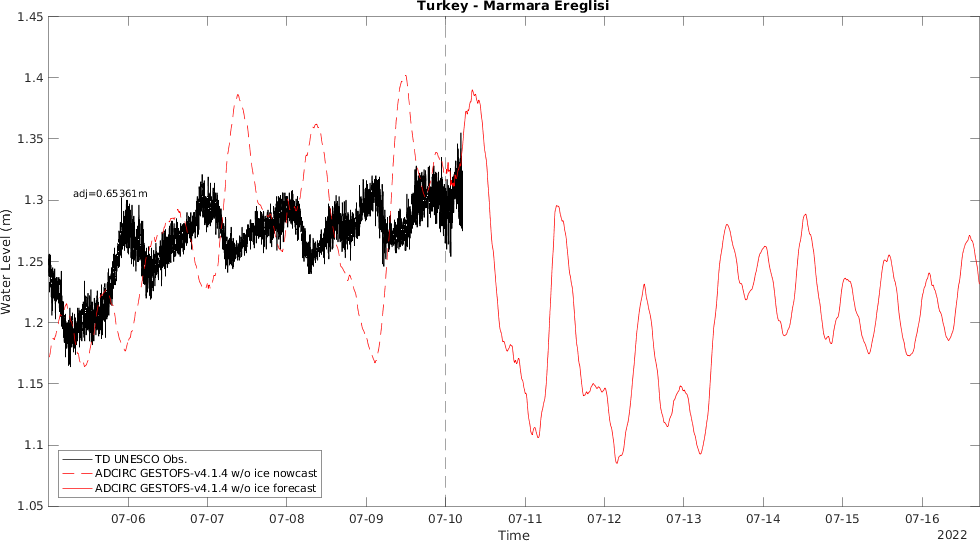 Turkey - Marmara Ereglisi
1.45
1.4
1.35
1.3
1.25
1.2
1.15
1.1
1.05
Water Level (m)
adj=0.65361m
TD UNESCO Obs.
ADCIRC GESTOFS-v4.1.4 w/o ice nowcast
ADCIRC GESTOFS-v4.1.4 w/o ice forecast
07-06 07-07 07-08 07-09 07-10 07-11 07-12 07-13 07-14 07-15 07-16
Time
2022